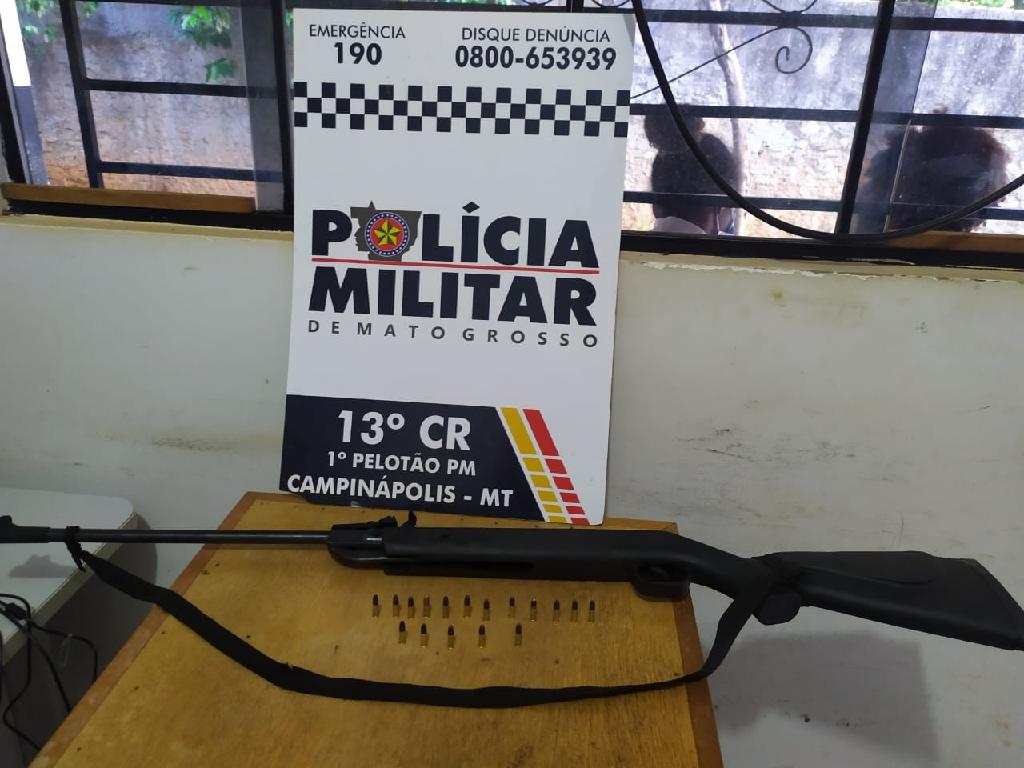 EMERGÊNCIA
190
DISQUE DENÚNCIA
0800-653939
POLÍCIA
MILITAR
DE MATO GROSSO
13º CR
1º PELOTÃO PM
CAMPINÁPOLIS - MT